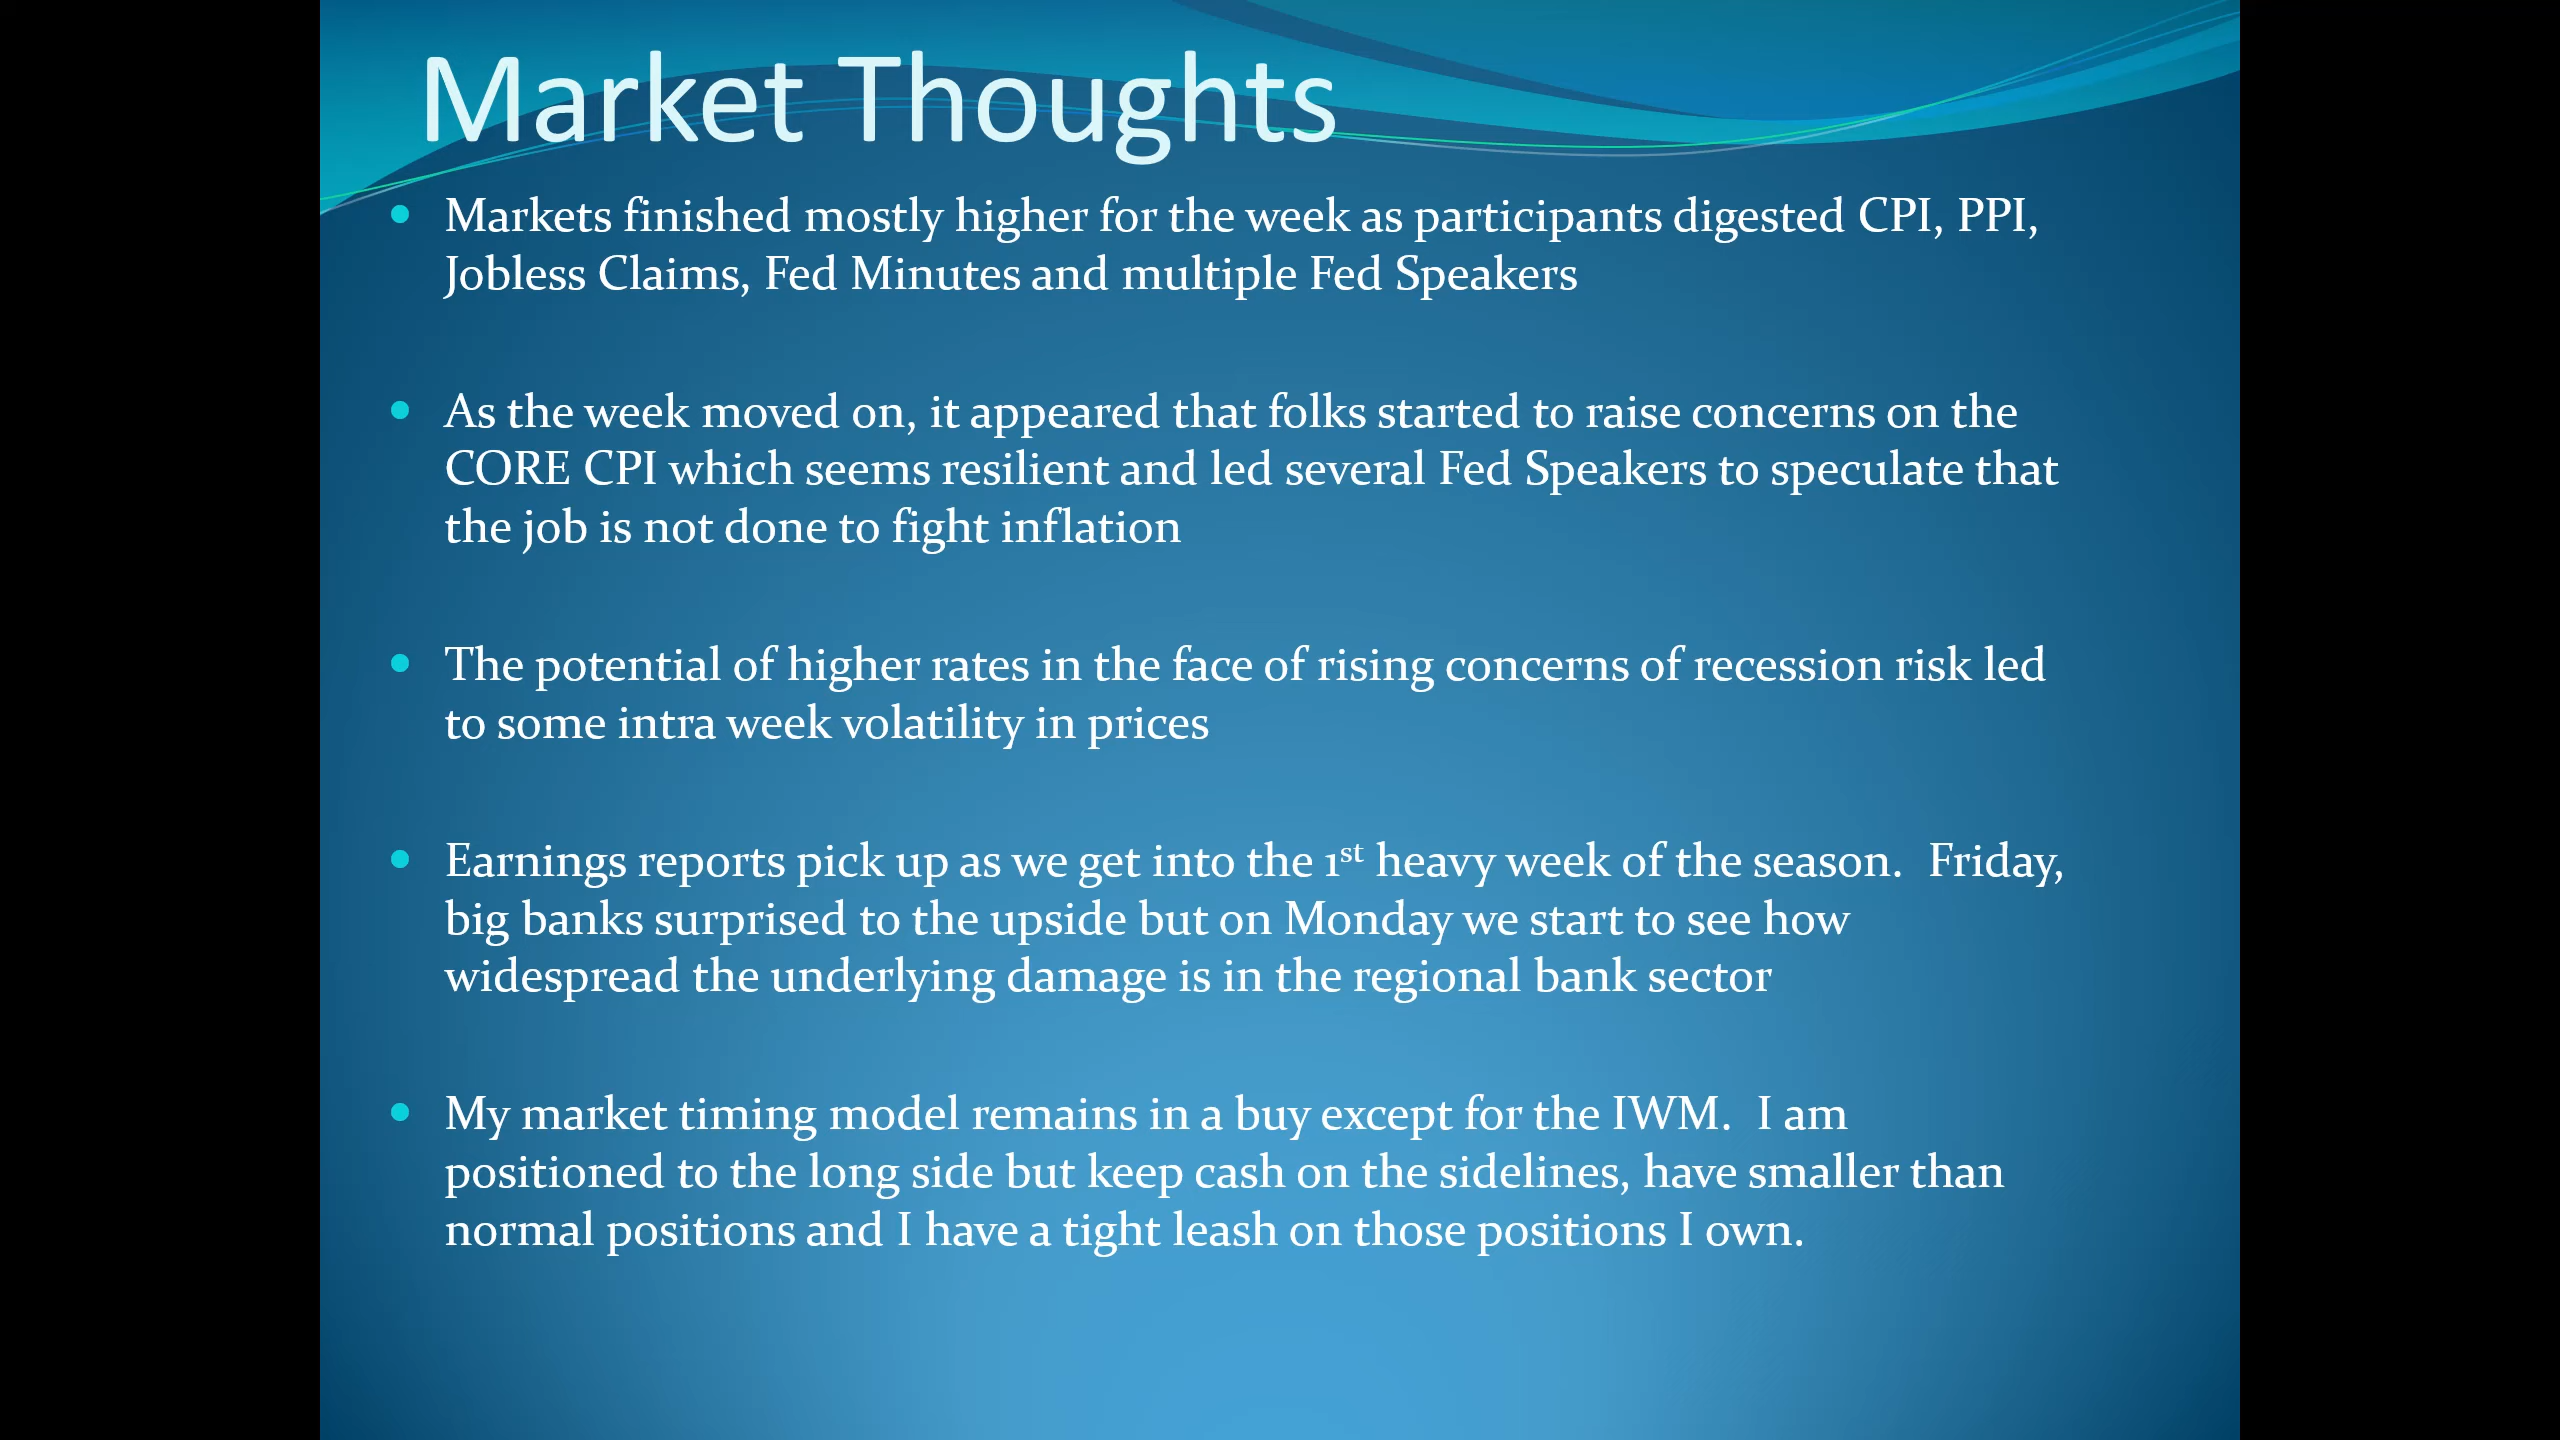 Market Thoughts
• Markets finished mostly higher for the week as participants digested CPI, PPI,
Jobless Claims, Fed Minutes and multiple Fed Speakers
• As the week moved on, it appeared that folks started to raise concerns on the
CORE CPI which seems resilient and led several Fed Speakers to speculate that
the job is not done to fight inflation
• The potential of higher rates in the face of rising concerns of recession risk led
to some intra week volatility in prices
• Earnings reports pick up as we get into the 1st heavy week of the season.  Friday,
big banks surprised to the upside but on Monday we start to see how
widespread the underlying damage is in the regional bank sector
• My market timing model remains in a buy except for the IWM.  I am
positioned to the long side but keep cash on the sidelines, have smaller than
normal positions and I have a tight leash on those positions I own.